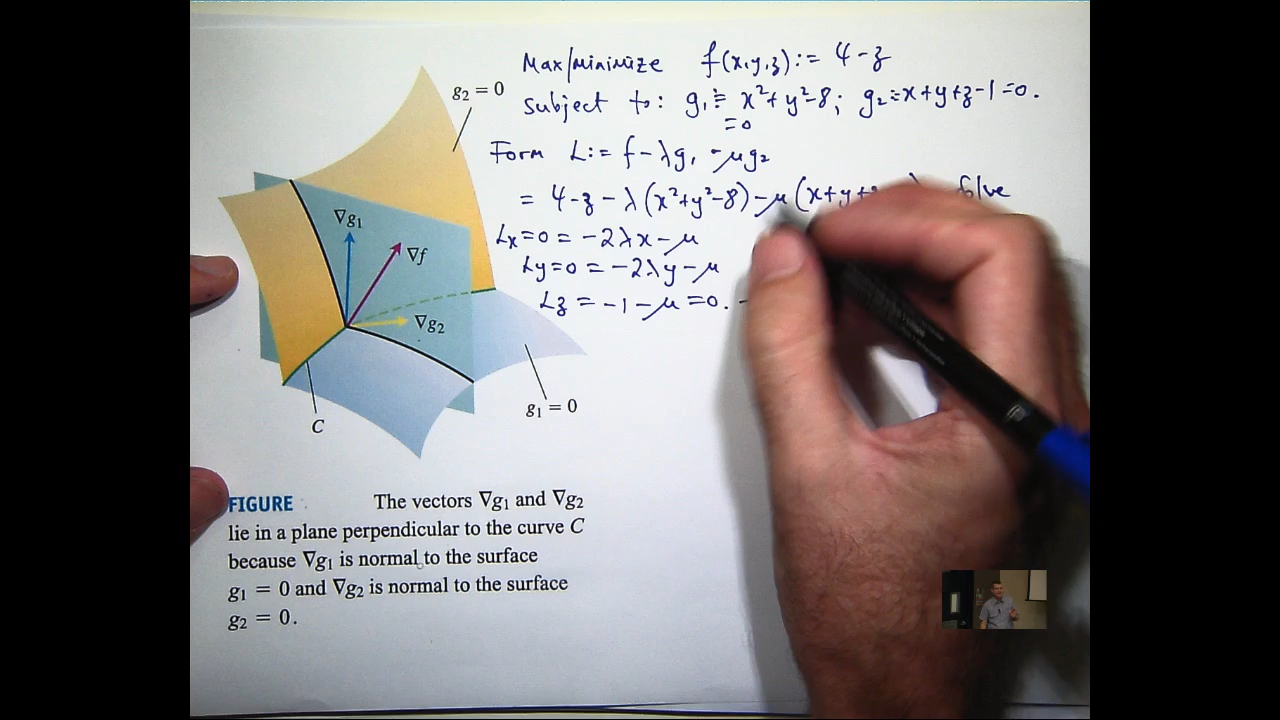 Max/minimize f(x,y,z) := 4-z
Subject to: g₁ := x²+y²-8; g₂ := x+y+z-1=0.
=0
Form L := f-λg₁ -μg₂
= 4-z -λ(x²+y²-8) -μ(x+y+
Lx=0 = -2λx-μ
Ly=0 = -2λy-μ
Lz = -1-μ=0.
g₂ = 0
∇g₁
∇f
∇g₂
g₁ = 0
C
FIGURE The vectors ∇g₁ and ∇g₂
lie in a plane perpendicular to the curve C
because ∇g₁ is normal to the surface
g₁ = 0 and ∇g₂ is normal to the surface
g₂ = 0.